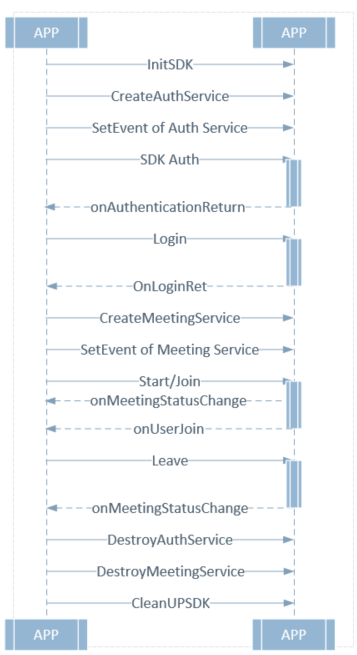 APP APP
InitSDK
CreateAuthService
SetEvent of Auth Service
SDK Auth
onAuthenticationReturn
Login
OnLoginRet
CreateMeetingService
SetEvent of Meeting Service
Start/Join
onMeetingStatusChange
onUserJoin
Leave
onMeetingStatusChange
DestroyAuthService
DestroyMeetingService
CleanUPSDK
APP APP